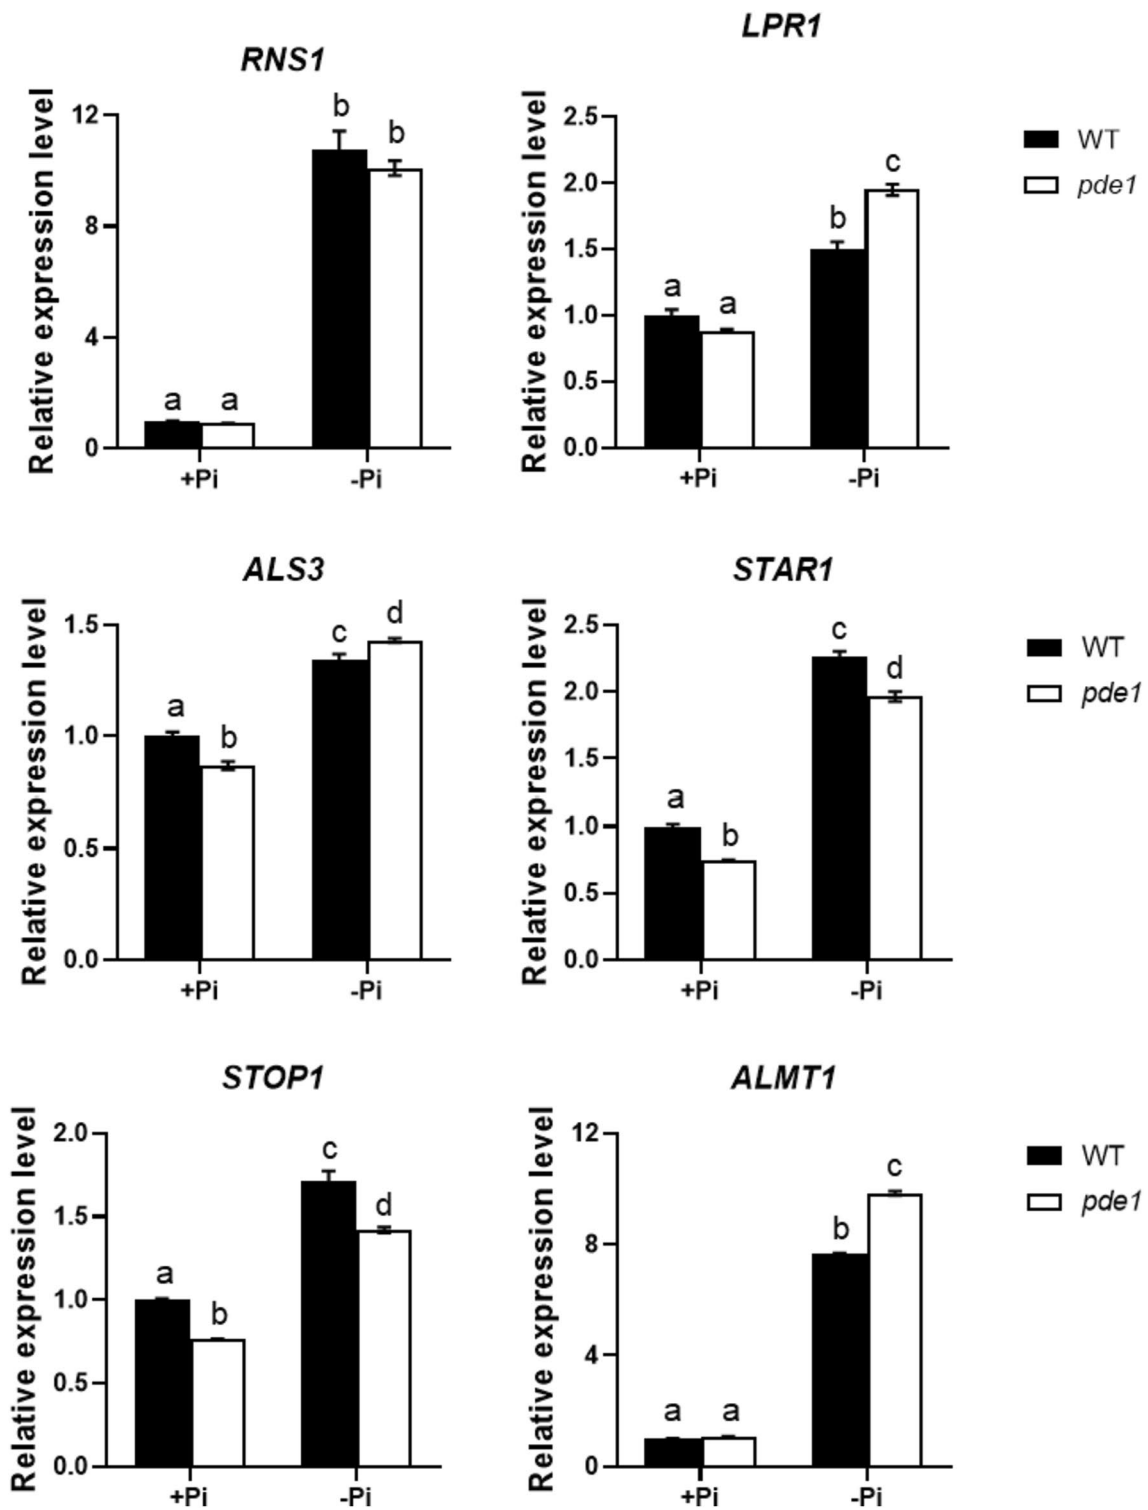 RNS1
Relative expression level
12
8
4
0
a
a
b
b
+Pi
-Pi
LPR1
Relative expression level
2.5
2.0
1.5
1.0
0.5
0.0
a
a
b
c
+Pi
-Pi
WT
pde1
ALS3
Relative expression level
1.5
1.0
0.5
0.0
a
b
c
d
+Pi
-Pi
STAR1
Relative expression level
2.5
2.0
1.5
1.0
0.5
0.0
a
b
c
d
+Pi
-Pi
WT
pde1
STOP1
Relative expression level
2.0
1.5
1.0
0.5
0.0
a
b
c
d
+Pi
-Pi
ALMT1
Relative expression level
12
8
4
0
a
a
b
c
+Pi
-Pi
WT
pde1